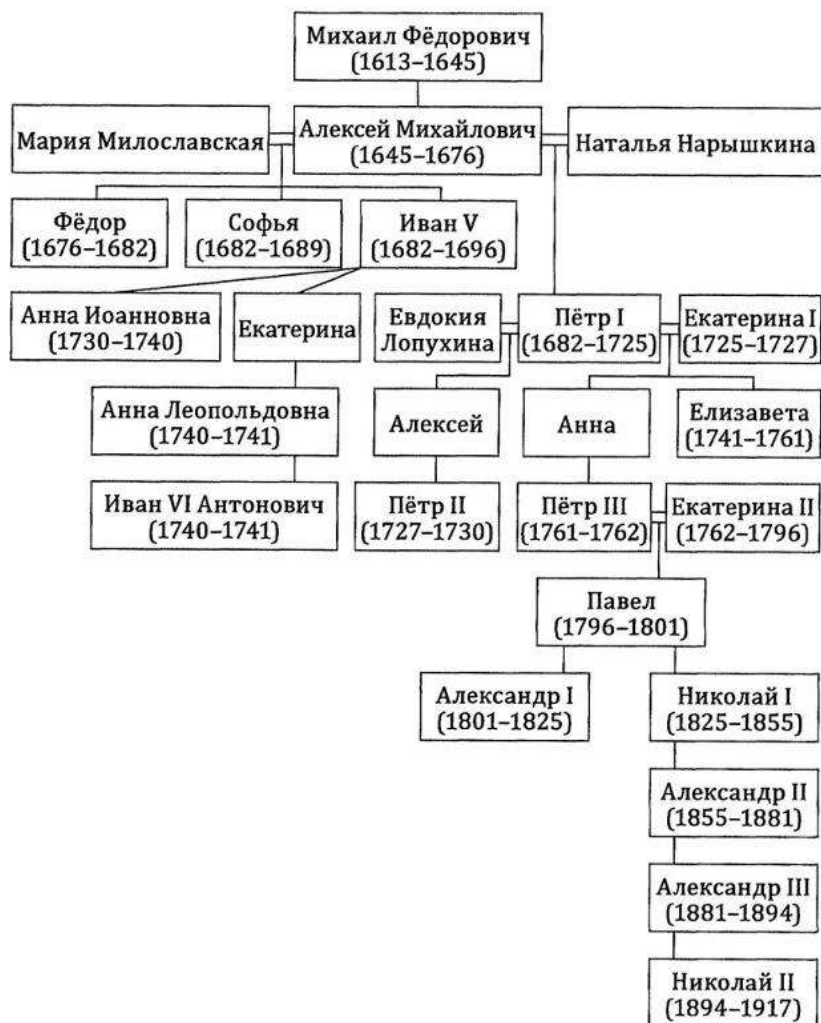 Михаил Фёдорович
(1613–1645)
Мария Милославская
Алексей Михайлович
(1645–1676)
Наталья Нарышкина
Фёдор
(1676–1682)
Софья
(1682–1689)
Иван V
(1682–1696)
Анна Иоанновна
(1730–1740)
Екатерина
Евдокия
Лопухина
Пётр I
(1682–1725)
Екатерина I
(1725–1727)
Анна Леопольдовна
(1740–1741)
Алексей
Анна
Елизавета
(1741–1761)
Иван VI Антонович
(1740–1741)
Пётр II
(1727–1730)
Пётр III
(1761–1762)
Екатерина II
(1762–1796)
Павел
(1796–1801)
Александр I
(1801–1825)
Николай I
(1825–1855)
Александр II
(1855–1881)
Александр III
(1881–1894)
Николай II
(1894–1917)